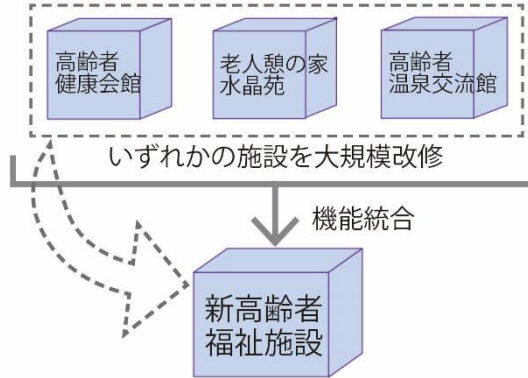 高齢者
健康会館
老人憩の家
水晶苑
高齢者
温泉交流館
いずれかの施設を大規模改修
機能統合
新高齢者
福祉施設